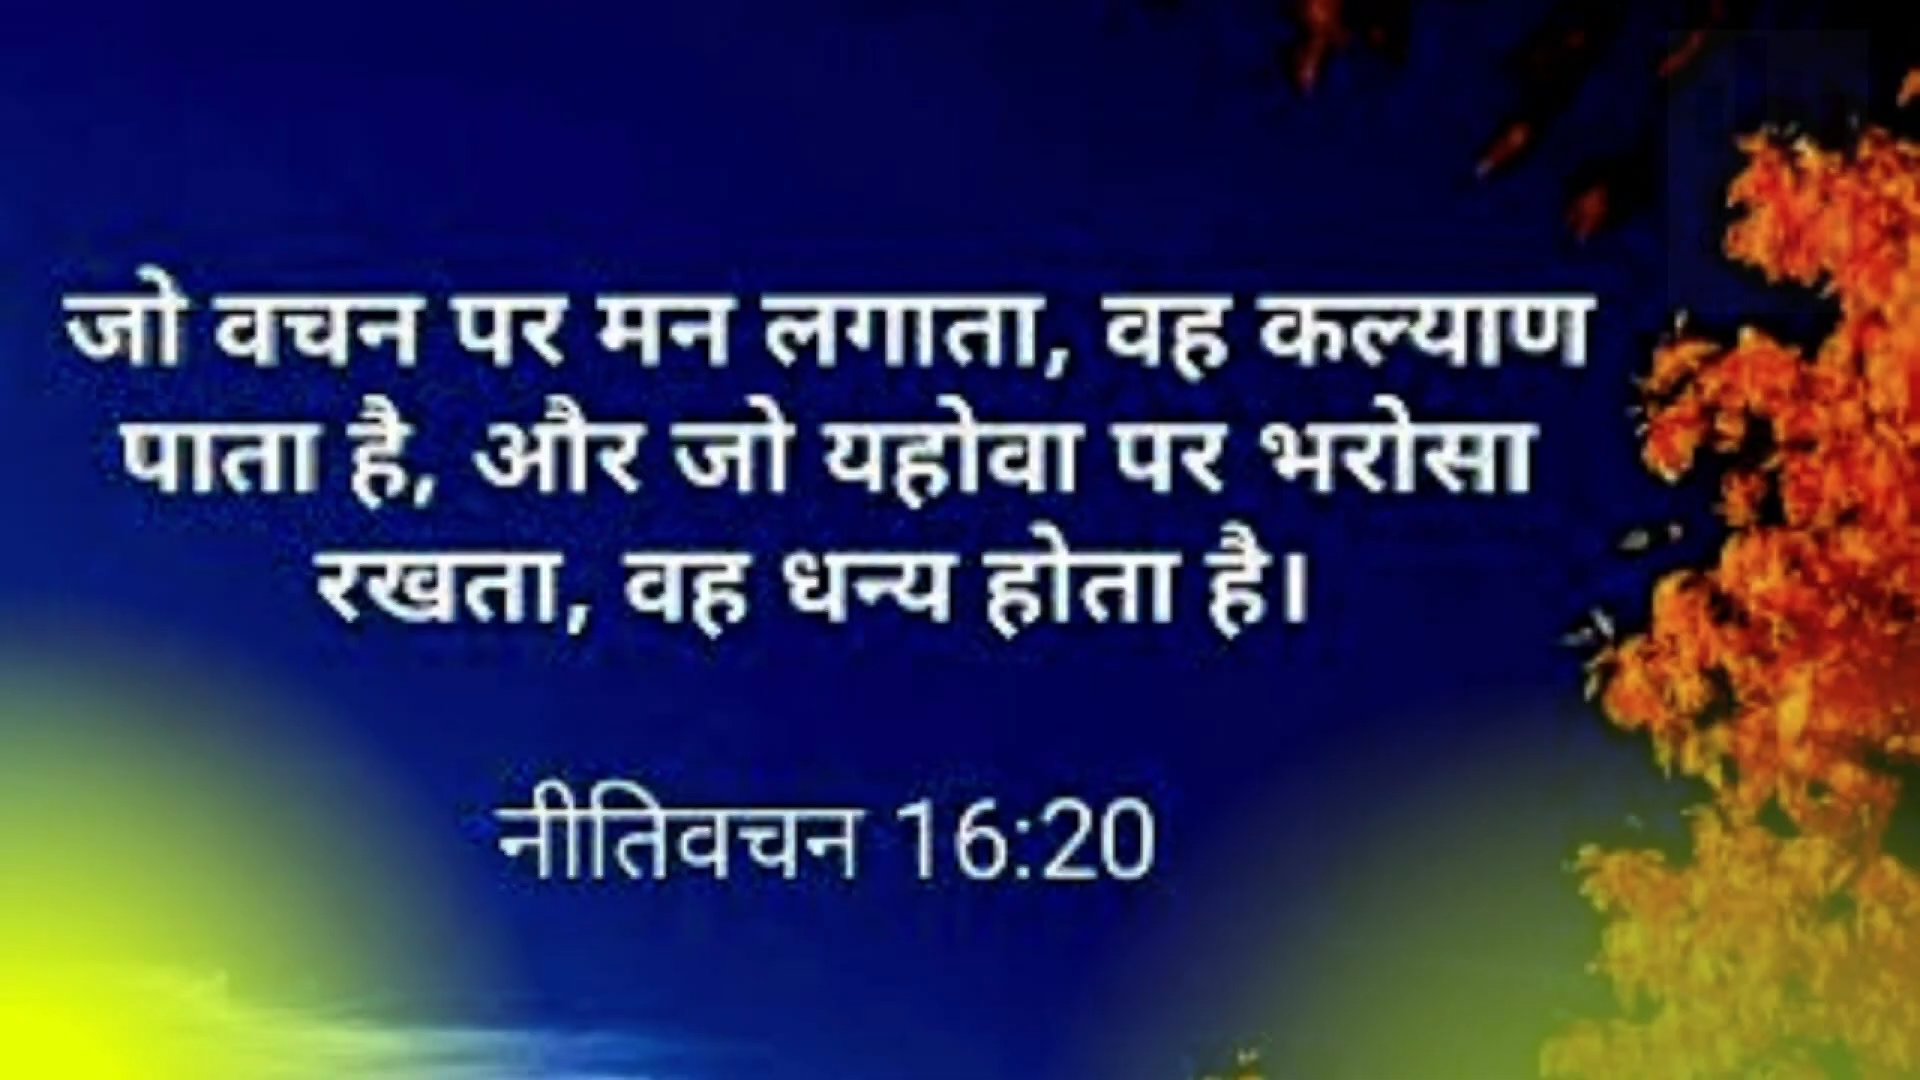 जो वचन पर मन लगाता, वह कल्याण
पाता है, और जो यहोवा पर भरोसा
रखता, वह धन्य होता है।
नीतिवचन 16:20